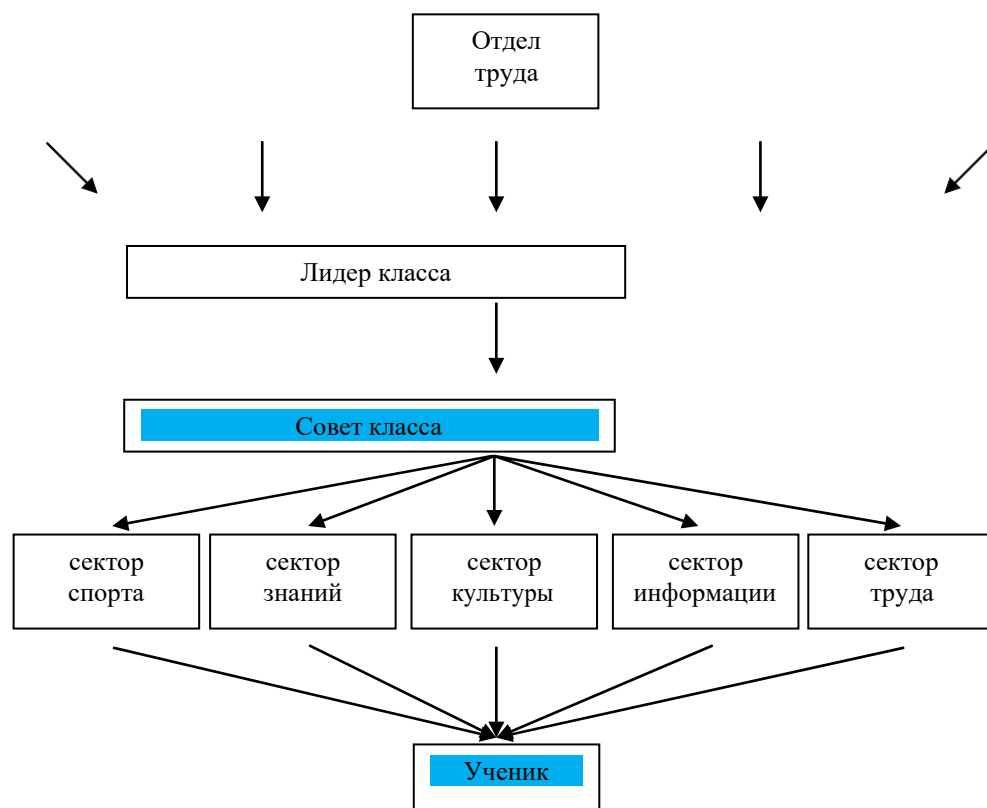 Отдел
труда
Лидер класса
Совет класса
сектор
спорта
сектор
знаний
сектор
культуры
сектор
информации
сектор
труда
Ученик